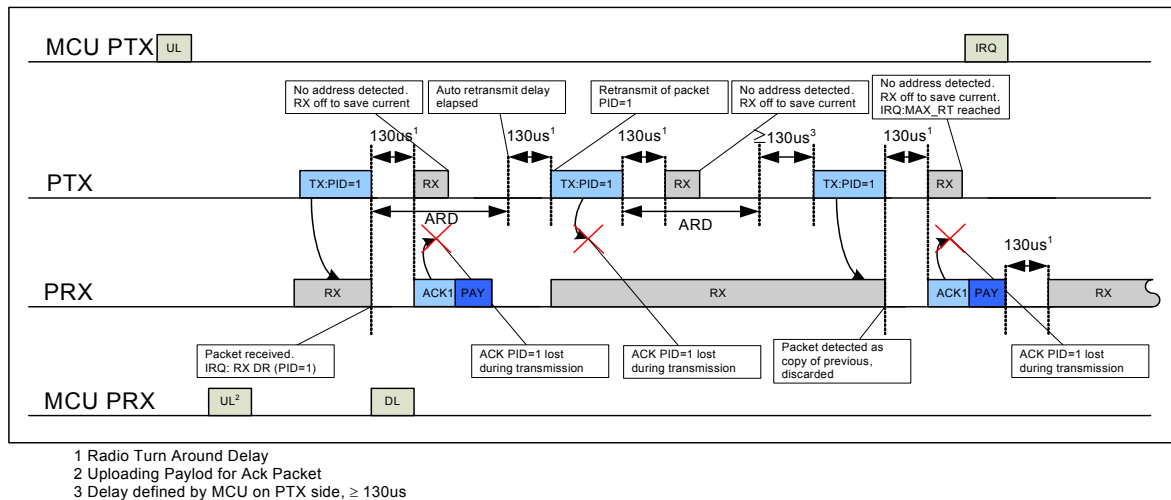 MCU PTX
UL
IRQ
No address detected.
RX off to save current
Auto retransmit delay
elapsed
Retransmit of packet
PID=1
No address detected.
RX off to save current
No address detected.
RX off to save current.
IRQ:MAX_RT reached
130us¹
130us¹
130us¹
≥130us³
130us¹
PTX
TX:PID=1
RX
TX:PID=1
RX
TX:PID=1
RX
ARD
ARD
130us¹
PRX
RX
ACK1
PAY
RX
ACK1
PAY
RX
Packet received.
IRQ: RX DR (PID=1)
ACK PID=1 lost
during transmission
ACK PID=1 lost
during transmission
Packet detected as
copy of previous,
discarded
ACK PID=1 lost
during transmission
MCU PRX
UL²
DL
1 Radio Turn Around Delay
2 Uploading Paylod for Ack Packet
3 Delay defined by MCU on PTX side, ≥ 130us